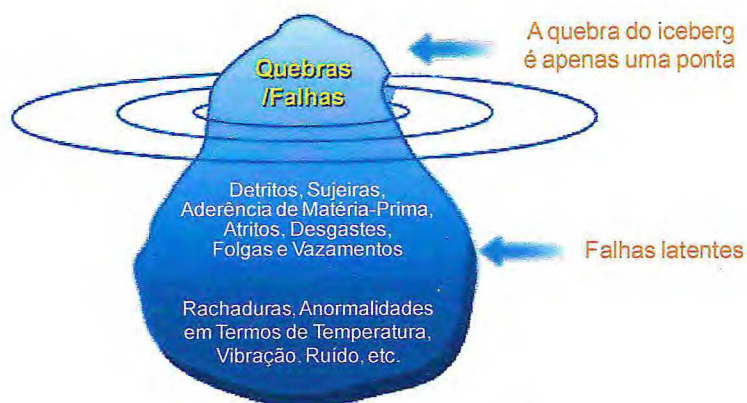 A quebra do iceberg
é apenas uma ponta
Quebras
/Falhas
Detritos, Sujeiras,
Aderência de Matéria-Prima,
Atritos, Desgastes,
Folgas e Vazamentos
Falhas latentes
Rachaduras, Anormalidades
em Termos de Temperatura,
Vibração. Ruído, etc.